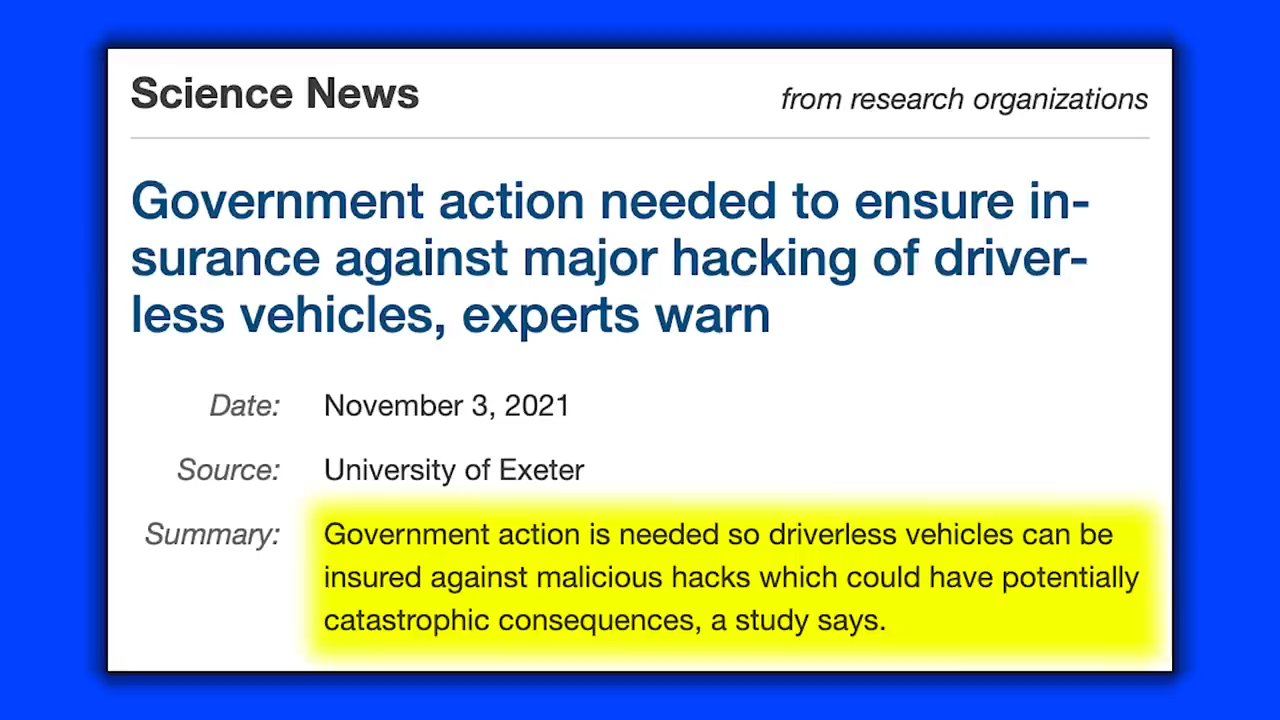 Science News
from research organizations
Government action needed to ensure in-
surance against major hacking of driver-
less vehicles, experts warn
Date: November 3, 2021
Source: University of Exeter
Summary: Government action is needed so driverless vehicles can be
insured against malicious hacks which could have potentially
catastrophic consequences, a study says.